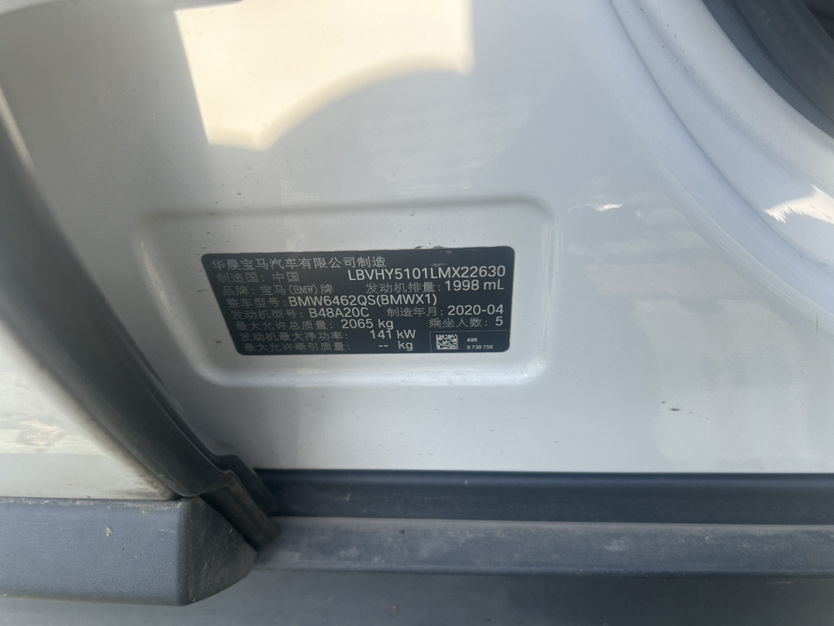 华晨宝马汽车有限公司制造
制造国: 中国 LBVHY5101LMX22630
品牌: 宝马(BMW)牌 发动机排量: 1998 mL
整车型号: BMW6462QS(BMWX1)
发动机型号: B48A20C 制造年月: 2020-04
最大允许总质量: 2065 kg 乘坐人数: 5
发动机最大净功率: 141 kW
最大允许牵引质量: -- kg
A96